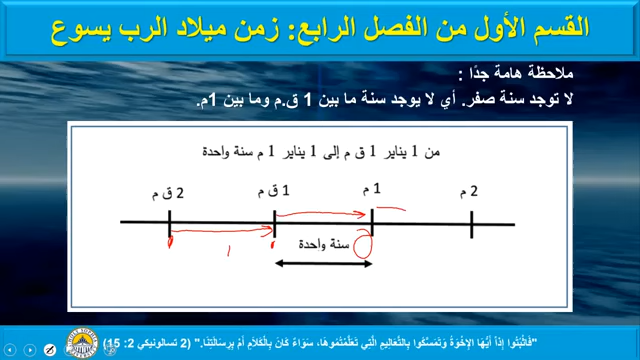 القسم الأول من الفصل الرابع: زمن ميلاد الرب يسوع
ملاحظة هامة جدًا :
لا توجد سنة صفر. أي لا يوجد سنة ما بين 1 ق.م وما بين 1م.
من 1 يناير 1 ق م إلى 1 يناير 1 م سنة واحدة
2 ق م
1 ق م
1 م
2 م
سنة واحدة
1
"فَاثْبُتُوا إِذًا أَيُّهَا الإِخْوَةُ وَتَمَسَّكُوا بِالتَّعَالِيمِ الَّتِي تَعَلَّمْتُمُوهَا، سَوَاءٌ كَانَ بِالْكَلاَمِ أَمْ بِرِسَالَتِنَا." (2 تسالونيكي 2: 15)